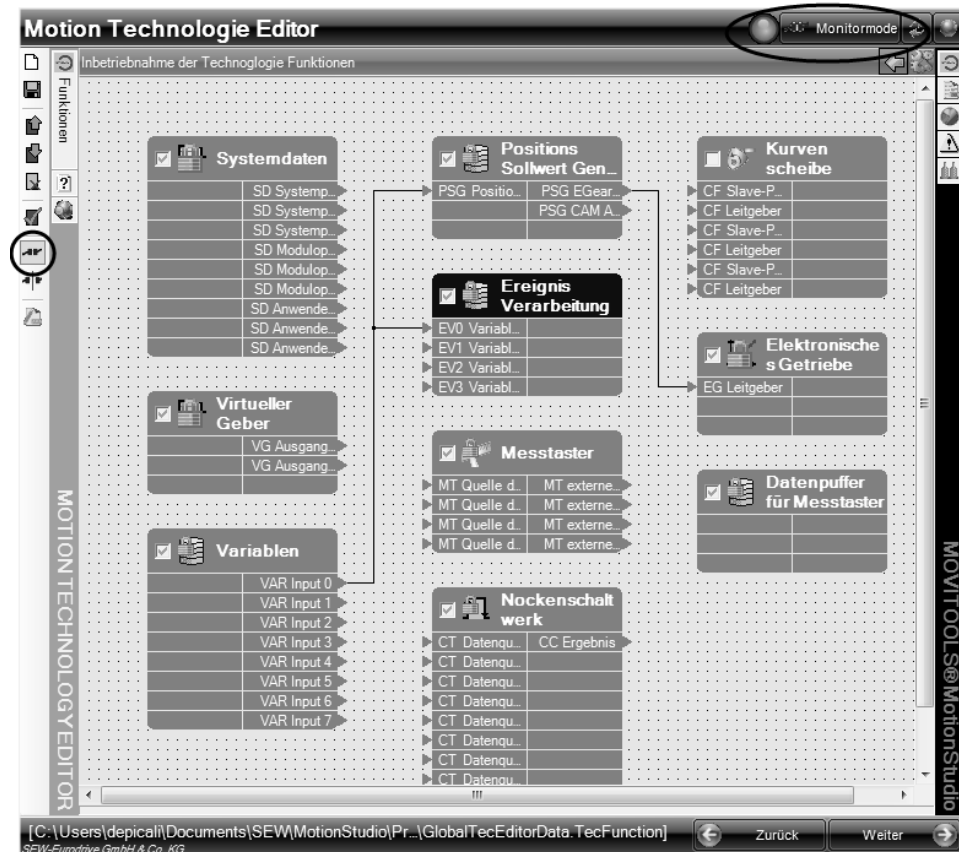 Motion Technologie Editor
Monitormode
Inbetriebnahme der Technoglogie Funktionen
Funktionen
MOTION TECHNOLOGY EDITOR
Systemdaten
SD Systemp...
SD Systemp...
SD Systemp...
SD Modulop...
SD Modulop...
SD Modulop...
SD Anwende...
SD Anwende...
SD Anwende...
Virtueller
Geber
VG Ausgang...
VG Ausgang...
Variablen
VAR Input 0
VAR Input 1
VAR Input 2
VAR Input 3
VAR Input 4
VAR Input 5
VAR Input 6
VAR Input 7
Positions
Sollwert Gen...
PSG Positio... PSG EGear...
PSG CAM A...
Ereignis
Verarbeitung
EV0 Variabl...
EV1 Variabl...
EV2 Variabl...
EV3 Variabl...
Messtaster
MT Quelle d... MT externe...
MT Quelle d... MT externe...
MT Quelle d... MT externe...
MT Quelle d... MT externe...
Nockenschalt
werk
CT Datenqu... CC Ergebnis
CT Datenqu...
CT Datenqu...
CT Datenqu...
CT Datenqu...
CT Datenqu...
CT Datenqu...
CT Datenqu...
Kurven
scheibe
CF Slave-P...
CF Leitgeber
CF Slave-P...
CF Leitgeber
CF Slave-P...
CF Leitgeber
Elektronische
s Getriebe
EG Leitgeber
Datenpuffer
für Messtaster
MOVITOOLS®MotionStudio
[C:\Users\depicali\Documents\SEW\MotionStudio\Pr...\GlobalTecEditorData.TecFunction]
Zurück
Weiter
SEW-Eurodrive GmbH & Co. KG